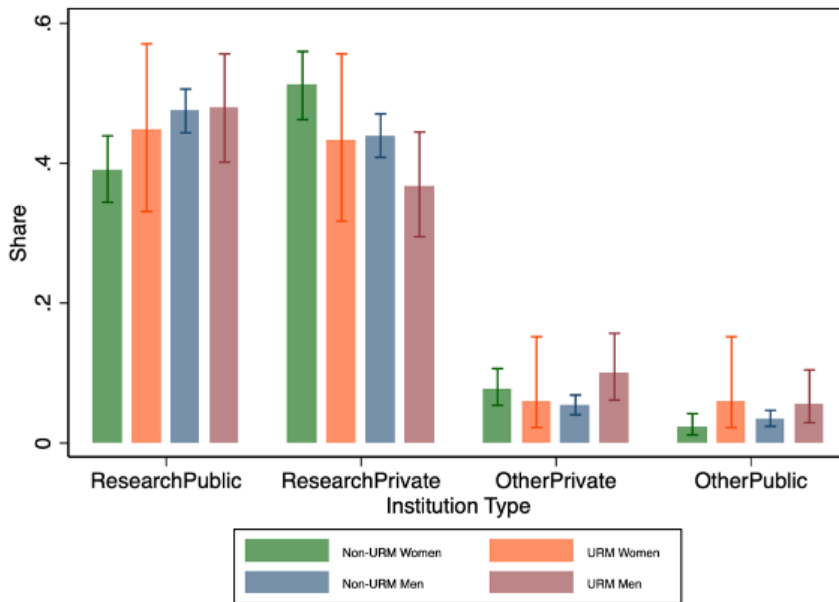 .6
.4
.2
0
Share
ResearchPublic ResearchPrivate OtherPrivate OtherPublic
Institution Type
Non-URM Women URM Women
Non-URM Men URM Men